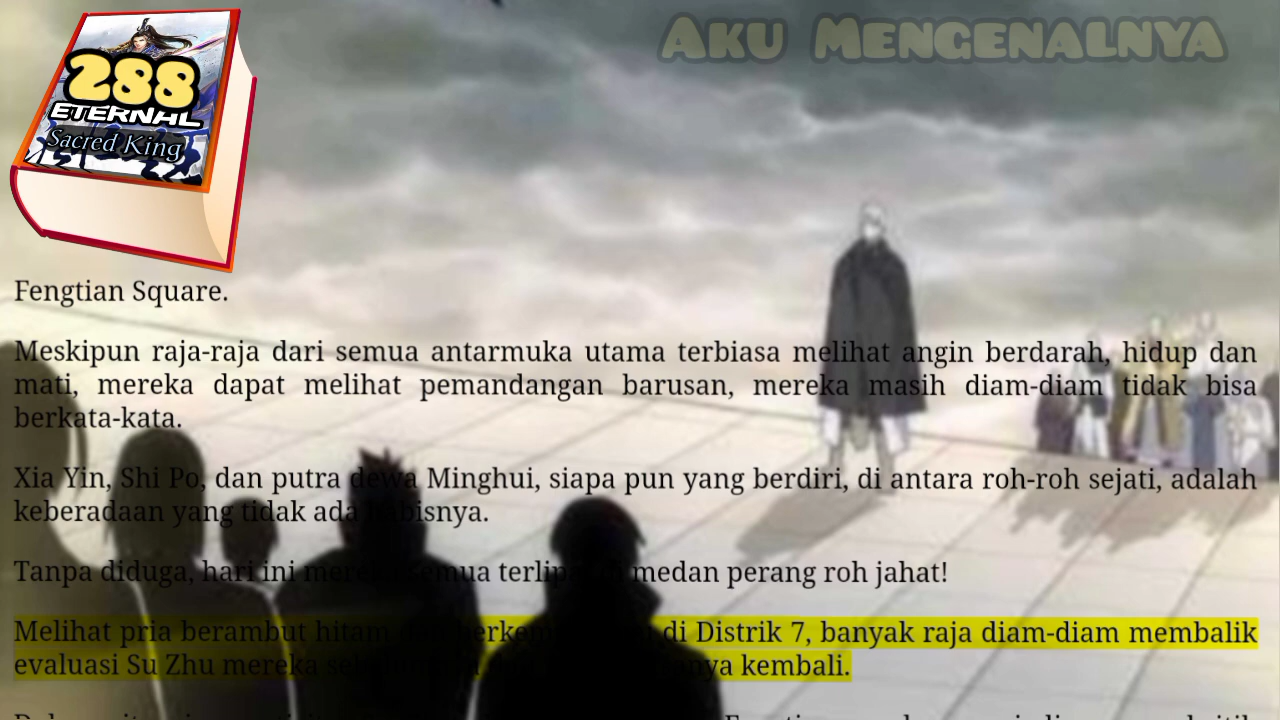 288
ETERNAL
Sacred King
AKU MENGENALNYA
Fengtian Square.
Meskipun raja-raja dari semua antarmuka utama terbiasa melihat angin berdarah, hidup dan
mati, mereka dapat melihat pemandangan barusan, mereka masih diam-diam tidak bisa
berkata-kata.
Xia Yin, Shi Po, dan putra dewa Minghui, siapa pun yang berdiri, di antara roh-roh sejati, adalah
keberadaan yang tidak ada habisnya.
Tanpa diduga, hari ini mereka semua terlipat di medan perang roh jahat!
Melihat pria berambut hitam di Distrik 7, banyak raja diam-diam membalik
evaluasi Su Zhu mereka kembali.